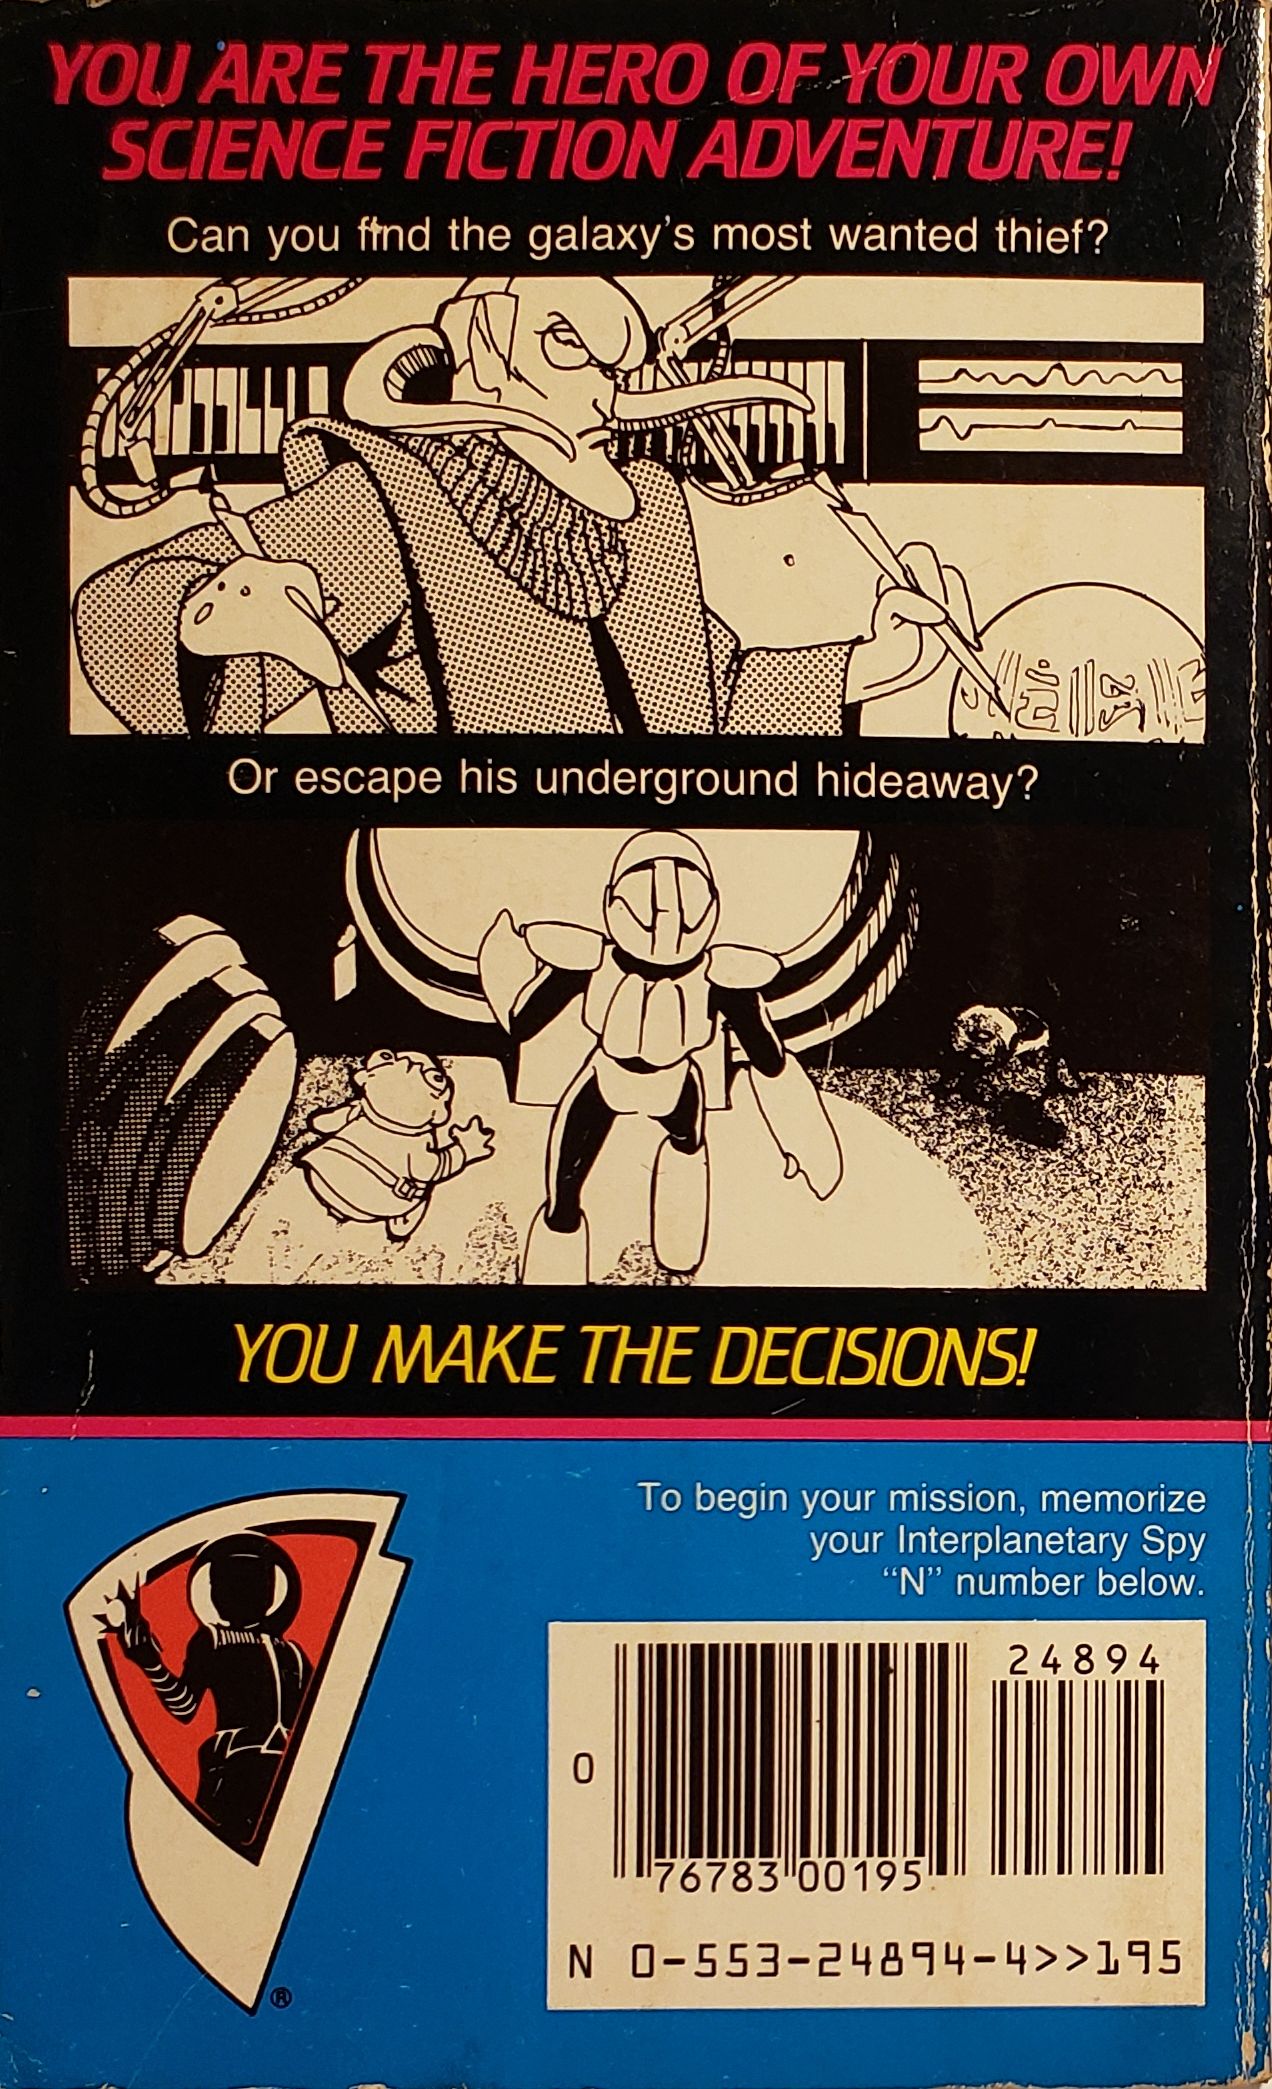 YOU ARE THE HERO OF YOUR OWN
SCIENCE FICTION ADVENTURE!
Can you find the galaxy's most wanted thief?
Or escape his underground hideaway?
YOU MAKE THE DECISIONS!
To begin your mission, memorize
your Interplanetary Spy
“N” number below.
24894
0
76783 00195
N 0-553-24894-4>>195
®